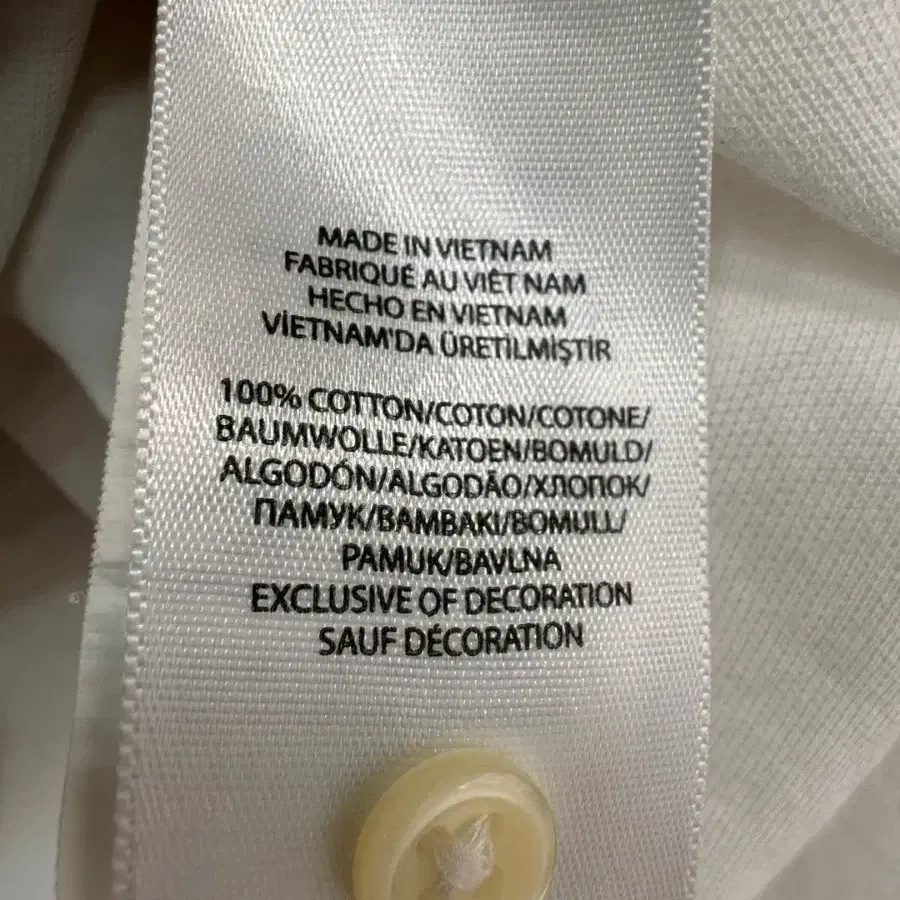 MADE IN VIETNAM
FABRIQUÉ AU VIÊT NAM
HECHO EN VIETNAM
VİETNAM'DA ÜRETİLMİŞTİR
100% COTTON/COTON/COTONE/
BAUMWOLLE/KATOEN/BOMULD/
ALGODÓN/ALGODÃO/ХЛОПОК/
ПАМУК/BAMBAKI/BOMULL/
PAMUK/BAVLNA
EXCLUSIVE OF DECORATION
SAUF DÉCORATION